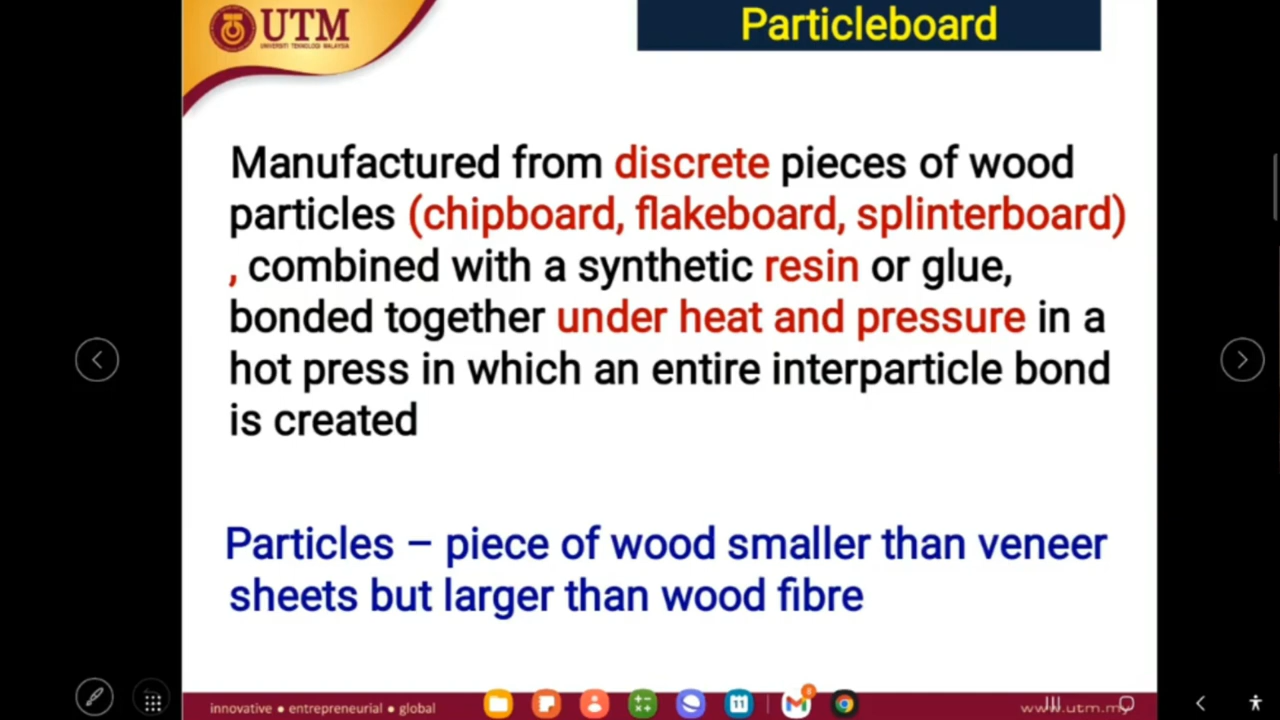 UTM
UNIVERSITI TEKNOLOGI MALAYSIA
Particleboard
Manufactured from discrete pieces of wood
particles (chipboard, flakeboard, splinterboard)
, combined with a synthetic resin or glue,
bonded together under heat and pressure in a
hot press in which an entire interparticle bond
is created
Particles – piece of wood smaller than veneer
sheets but larger than wood fibre
innovative ● entrepreneurial ● global
11
www.utm.my